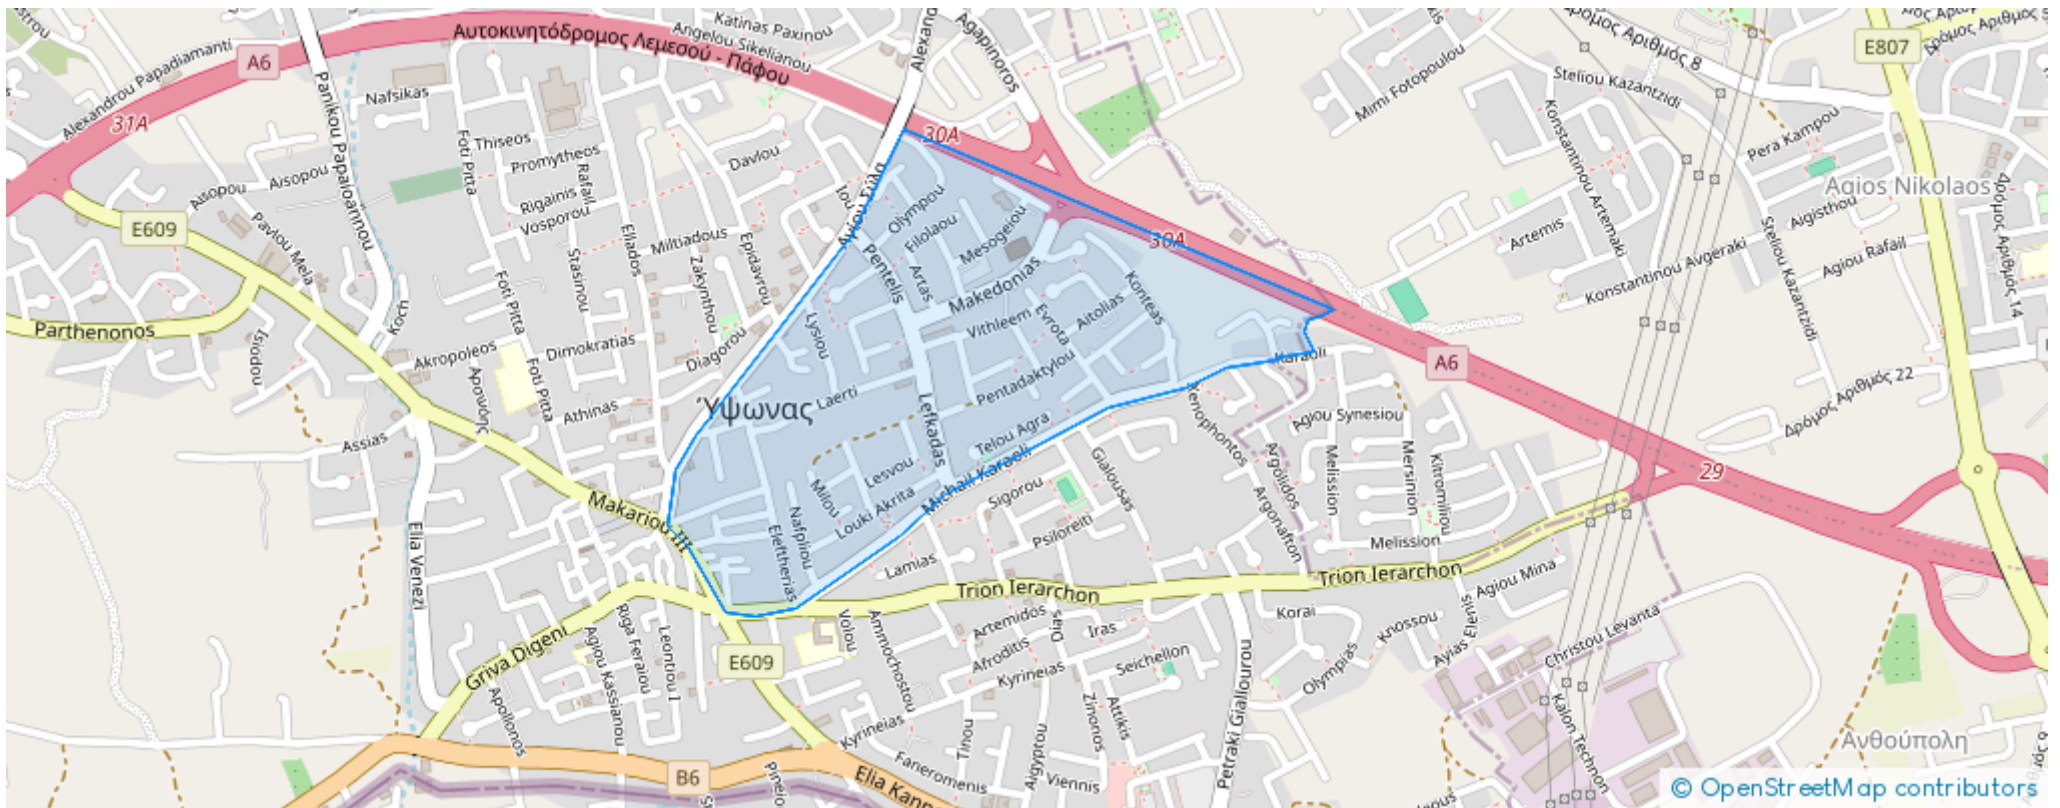 Katinas Paxinou
Angelou Sikelianou
Αυτοκινητόδρομος Λεμεσού - Πάφου
Agapinoros
Δρόμος Αριθμός 8
E807
A6
Alexandrou Papadiamanti
Panikou Papaioannou
Nafsikas
31A
Thiseos
Promytheos
Foti Pitta
Rafail
Davlou
30A
Mimi Fotopoulou
Steliou Kazantzidi
Konstantinou Artemaki
Pera Kampou
Agios Nikolaos
Aisopou
Aisopou
Rigainis
Vosporou
Iou
Olympou
Filolaou
Mesogeiou
Artemis
Aigisthou
E609
Pavlou Mela
Elladas
Miltiadous
Epidavrou
Zakynthou
Stasinou
Pentelis
Artas
Makedonias
30A
Konteas
Konstantinou Avgeraki
Steliou Kazantzidi
Agiou Rafail
Δρόμος Αριθμός 14
Parthenonos
Isiodou
Koch
Foti Pitta
Akropoleos
Dimokratias
Diagorou
Lysiou
Vithleem
Evrota
Aitolias
Karaoli
A6
Foti Pitta
Athinas
Laerti
Ύψωνας
Pentadaktylou
Δρόμος Αριθμός 22
Assias
Lefkadas
Telou Agra
Xenophontos
Agiou Synesiou
Makariou III
Milou
Lesvou
Louki Akrita
Michail Karaoli
Sigorou
Gialousas
Argolidos
Melission
Mersinion
Kitromiliou
29
Elia Venezi
Nafpliou
Eleftherias
Lamias
Psiloreiti
Argonafton
Melission
Trion Ierarchon
Trion Ierarchon
Agiou Mina
Griva Digeni
Riga Feraiou
Agiou Kassianou
Leontiou I
E609
Volou
Ammochostou
Artemidos
Afroditis
Dias
Iras
Kyrineias
Seichellon
Korai
Knossou
Olympias
Ayias Elenis
Christou Levanta
Apollonos
Kyrineias
Faneromenis
Tinou
Aigyptou
Zinonos
Attikis
Viennis
Petraki Giallourou
Kalon Technon
Ανθούπολη
B6
© OpenStreetMap contributors